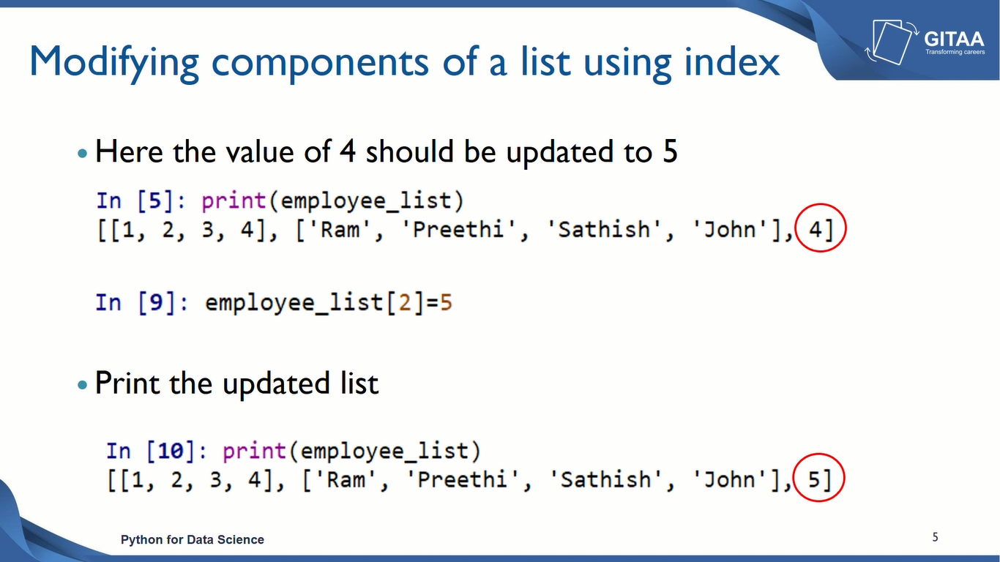 GITAA
Transforming careers
Modifying components of a list using index
• Here the value of 4 should be updated to 5
In [5]: print(employee_list)
[[1, 2, 3, 4], ['Ram', 'Preethi', 'Sathish', 'John'], 4]
In [9]: employee_list[2]=5
• Print the updated list
In [10]: print(employee_list)
[[1, 2, 3, 4], ['Ram', 'Preethi', 'Sathish', 'John'], 5]
Python for Data Science
5